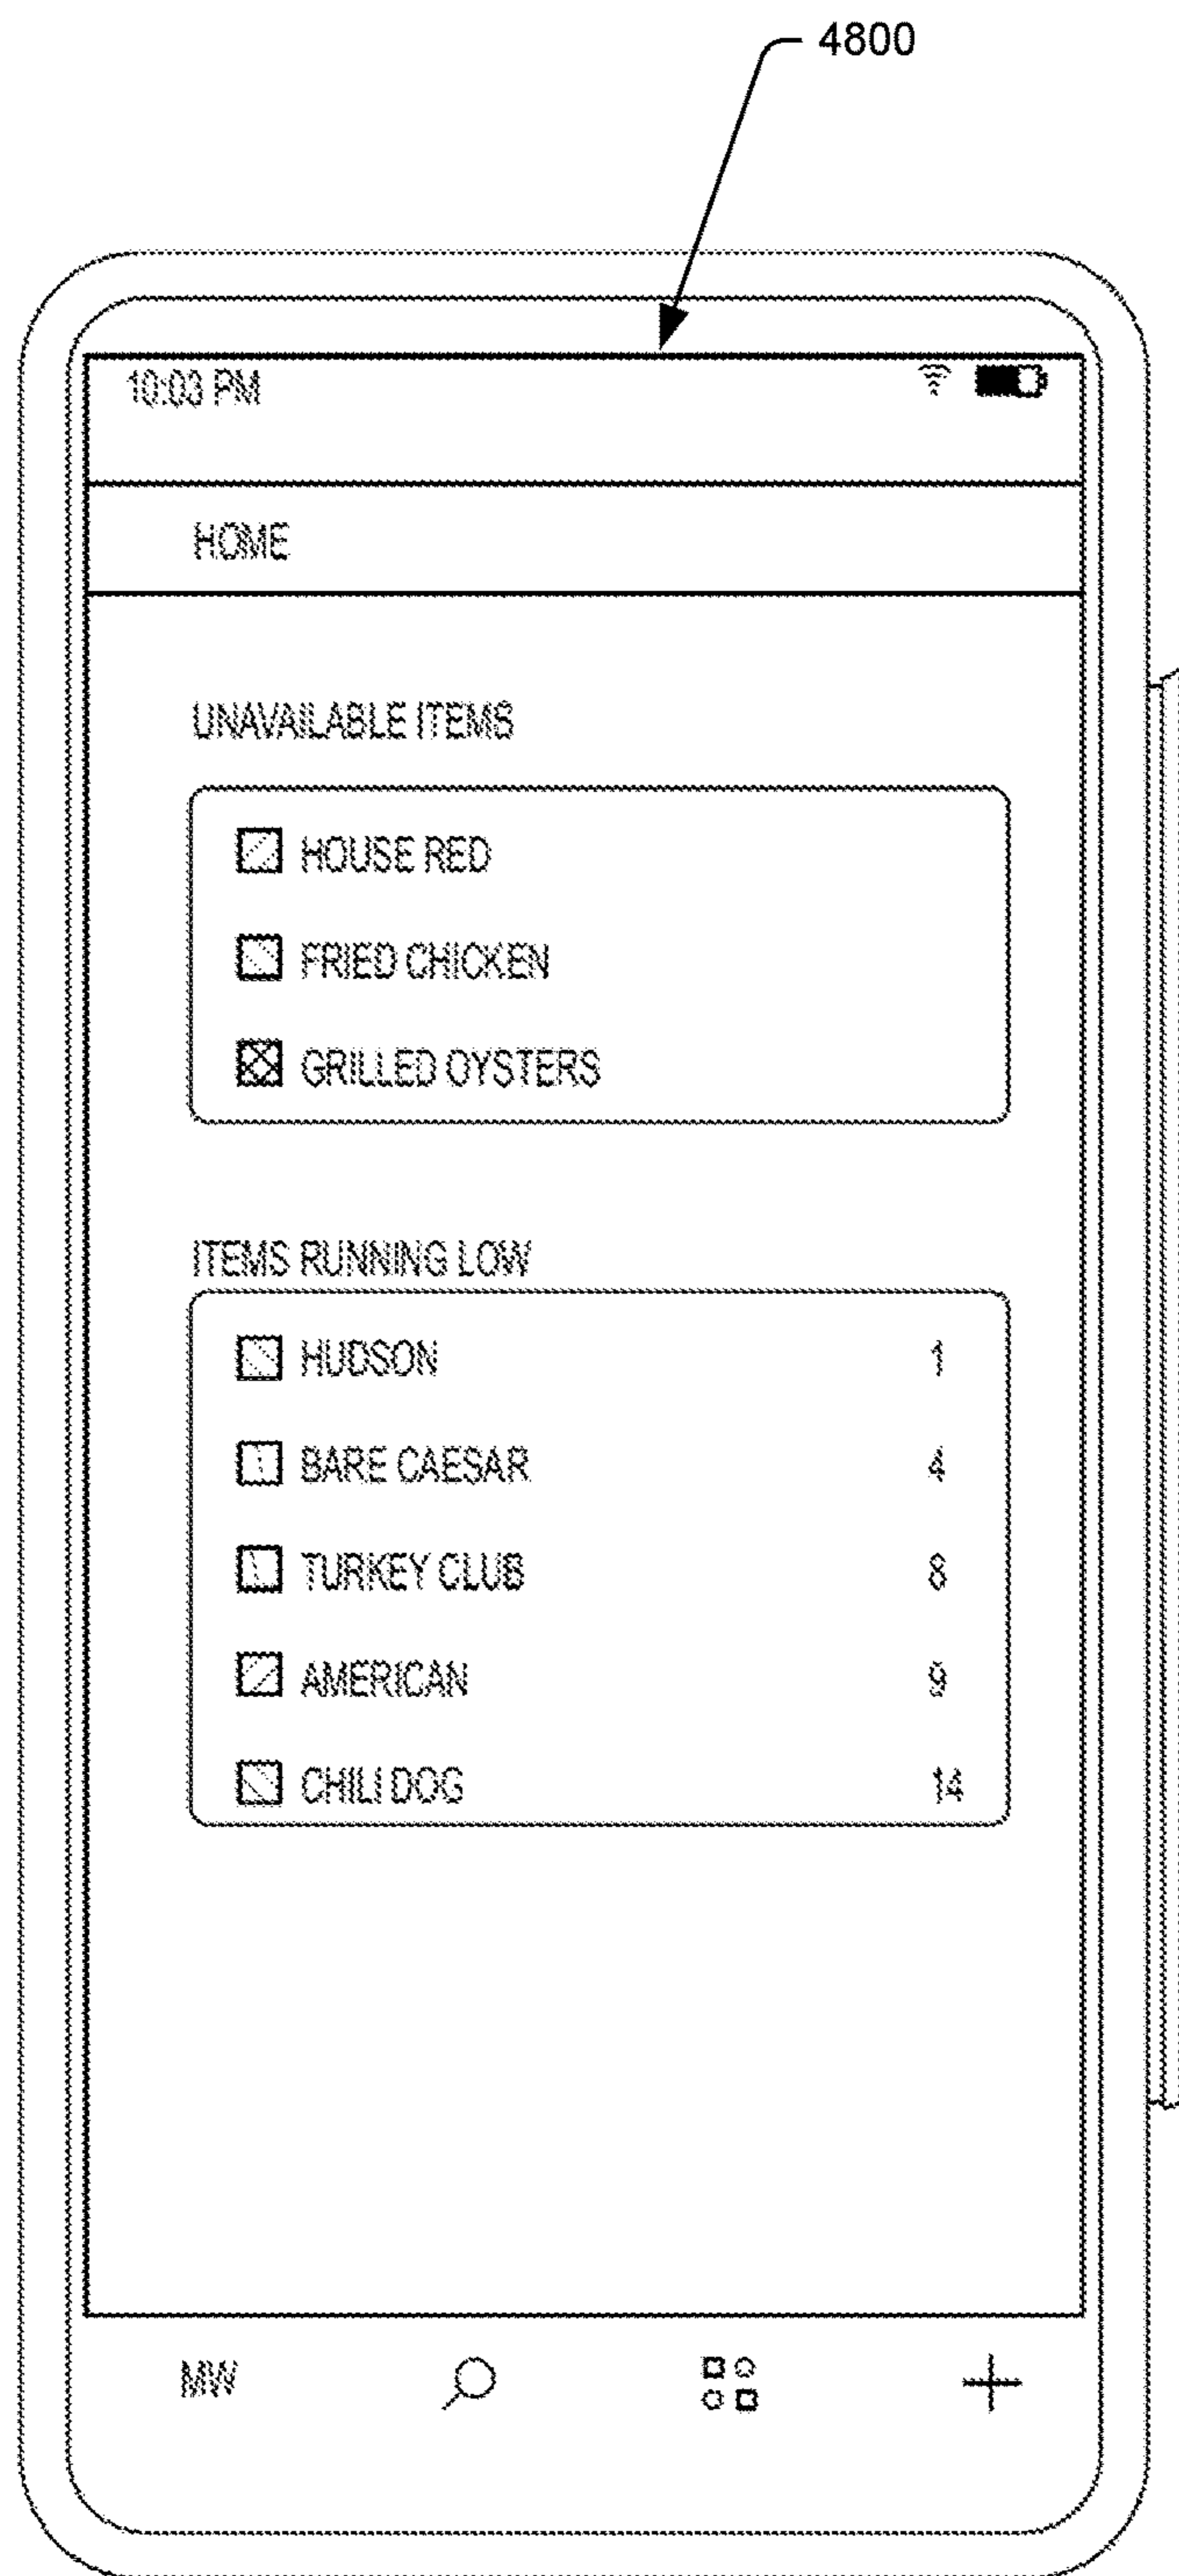 4800
10:03 PM
HOME
UNAVAILABLE ITEMS
HOUSE RED
FRIED CHICKEN
GRILLED OYSTERS
ITEMS RUNNING LOW
HUDSON 1
BARE CAESAR 4
TURKEY CLUB 8
AMERICAN 9
CHILI DOG 14
MW